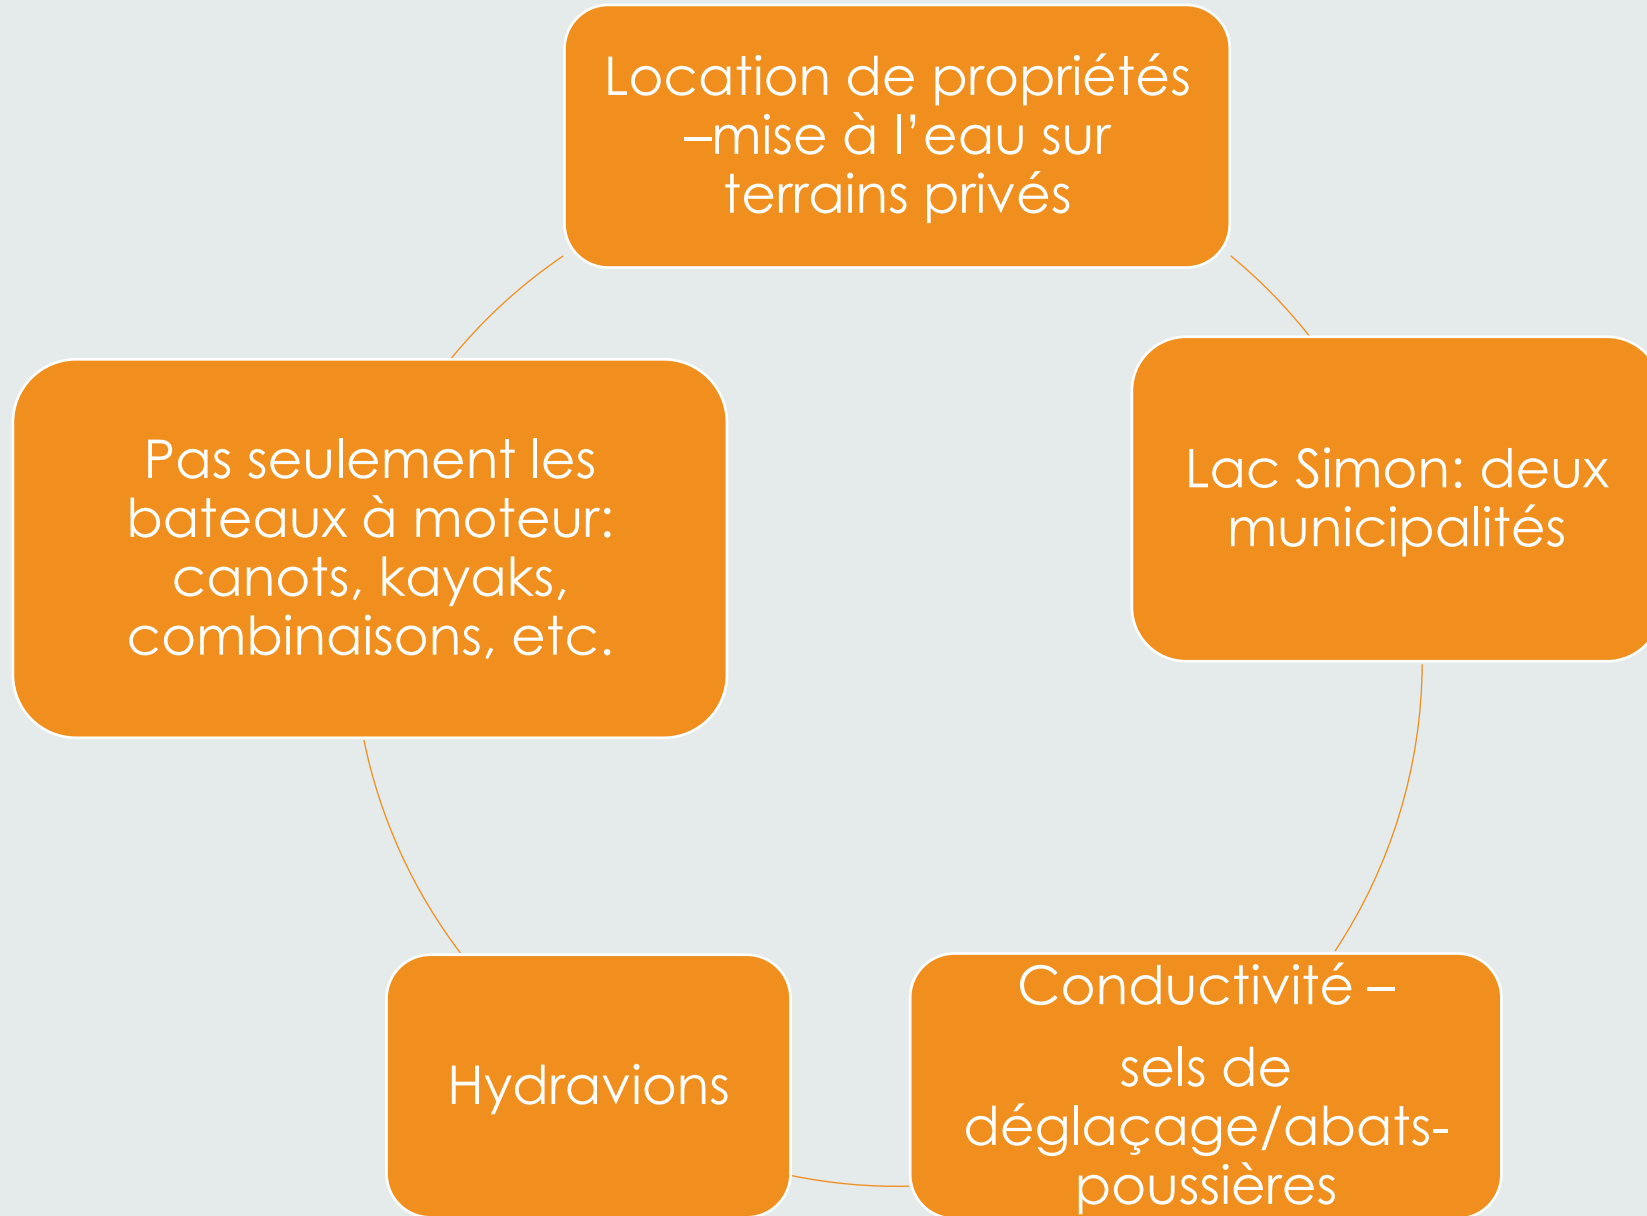 Location de propriétés
–mise à l’eau sur
terrains privés
Lac Simon: deux
municipalités
Conductivité –
sels de
déglaçage/abats-
poussières
Hydravions
Pas seulement les
bateaux à moteur:
canots, kayaks,
combinaisons, etc.